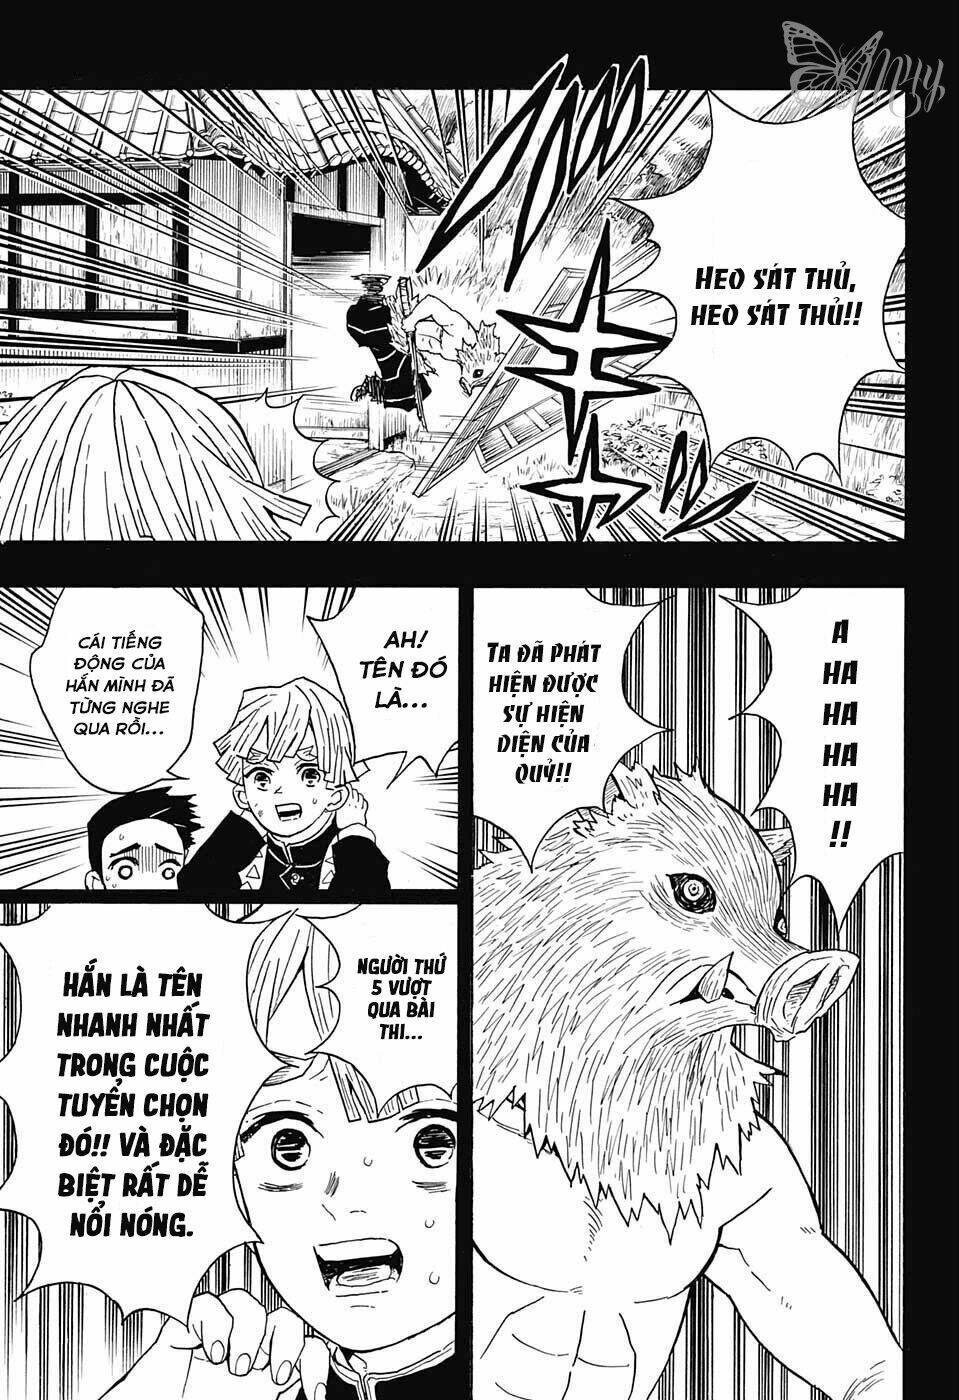 Myy
HEO SÁT THỦ,
HEO SÁT THỦ!!
A
HA
HA
HA
HA
!!
TA ĐÃ PHÁT
HIỆN ĐƯỢC
SỰ HIỆN
DIỆN CỦA
QUỶ!!
AH!
TÊN ĐÓ
LÀ...
CÁI TIẾNG
ĐỘNG CỦA
HẮN MÌNH ĐÃ
TỪNG NGHE
QUA RỒI...
NGƯỜI THỨ
5 VƯỢT
QUA BÀI
THI...
HẮN LÀ TÊN
NHANH NHẤT
TRONG CUỘC
TUYỂN CHỌN
ĐÓ!! VÀ ĐẶC
BIỆT RẤT DỄ
NỔI NÓNG.